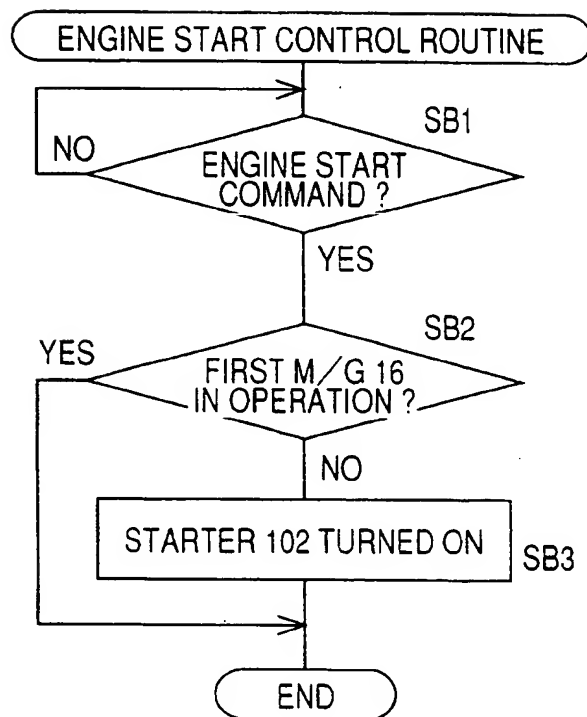 ENGINE START CONTROL ROUTINE
SB1
NO
ENGINE START
COMMAND ?
YES
SB2
YES
FIRST M/G 16
IN OPERATION ?
NO
STARTER 102 TURNED ON
SB3
END